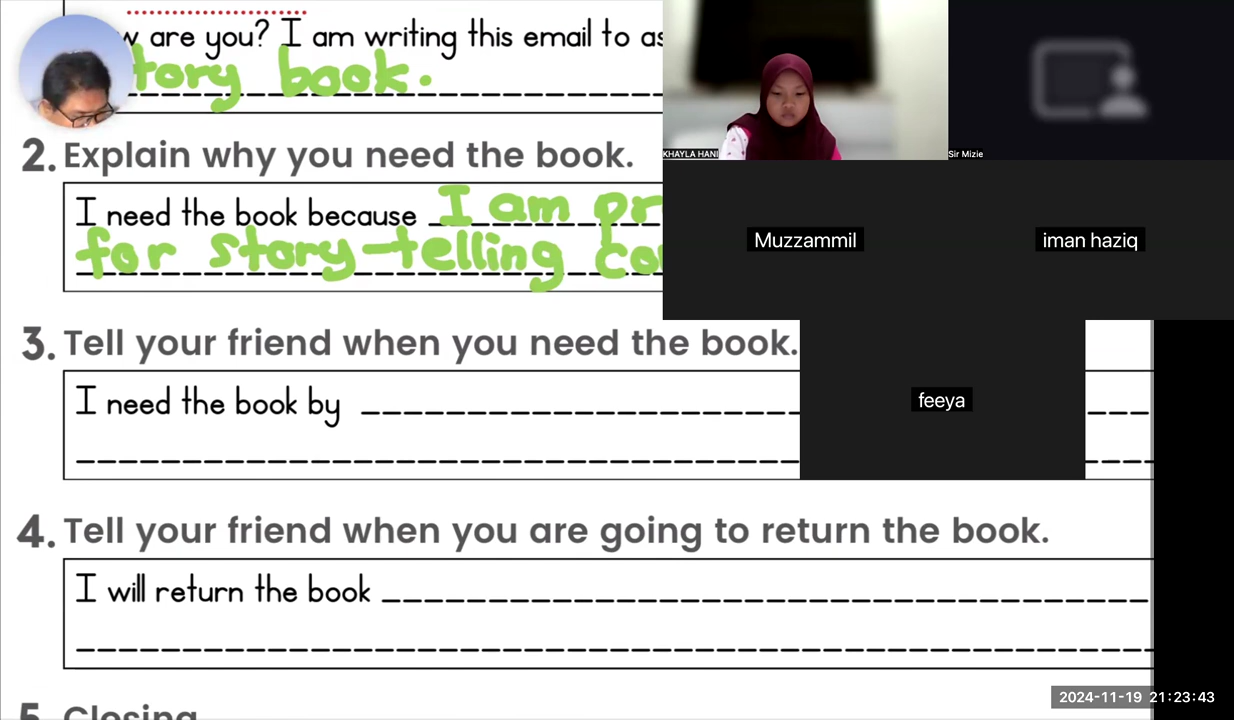 are you? I am writing this email to as
tory book.
2. Explain why you need the book.
I need the book because I am pr
for story-telling co
3. Tell your friend when you need the book.
I need the book by
4. Tell your friend when you are going to return the book.
I will return the book
5. Closing
KHAYLA HANI
Sir Mizie
Muzzammil
iman haziq
feeya
2024-11-19 21:23:43